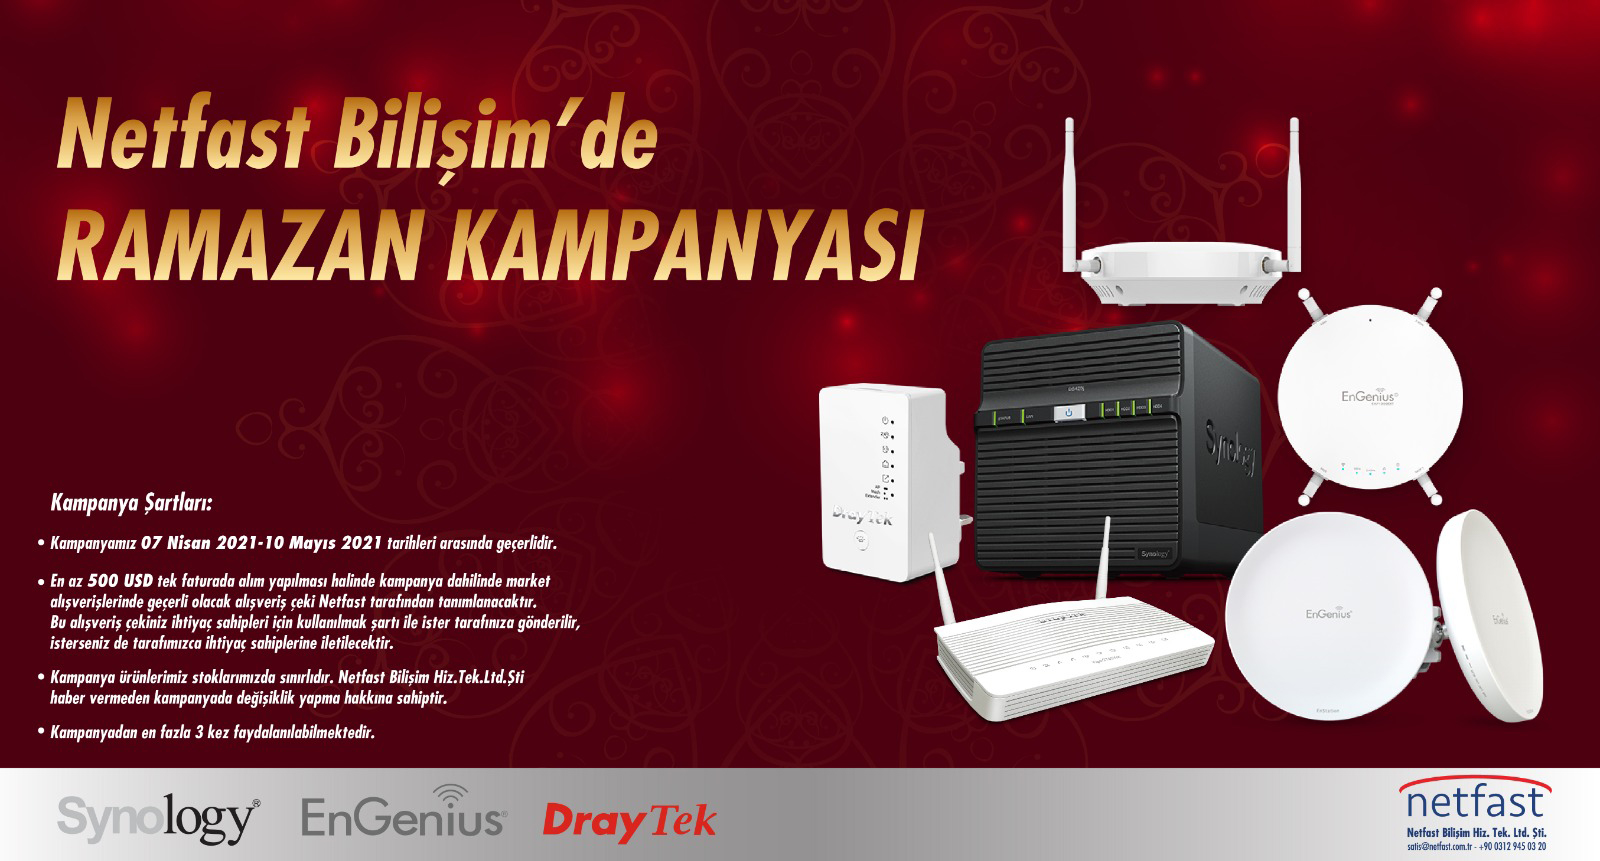 Netfast Bilişim'de
RAMAZAN KAMPANYASI
Kampanya Şartları:
• Kampanyamız 07 Nisan 2021-10 Mayıs 2021 tarihleri arasında geçerlidir.
• En az 500 USD tek faturada alım yapılması halinde kampanya dahilinde market
alışverişlerinde geçerli olacak alışveriş çeki Netfast tarafından tanımlanacaktır.
Bu alışveriş çekiniz ihtiyaç sahipleri için kullanılmak şartı ile ister tarafınıza gönderilir,
isterseniz de tarafımızca ihtiyaç sahiplerine iletilecektir.
• Kampanya ürünlerimiz stoklarımızda sınırlıdır. Netfast Bilişim Hiz.Tek.Ltd.Şti
haber vermeden kampanyada değişiklik yapma hakkına sahiptir.
• Kampanyadan en fazla 3 kez faydalanılabilmektedir.
EnGenius®
Synology
DrayTek
Synology
EnGenius
EnGenius
DrayTek
Synology®
EnGenius®
DrayTek
netfast
Netfast Bilişim Hiz. Tek. Ltd. Şti.
satis@netfast.com.tr - +90 0312 945 03 20